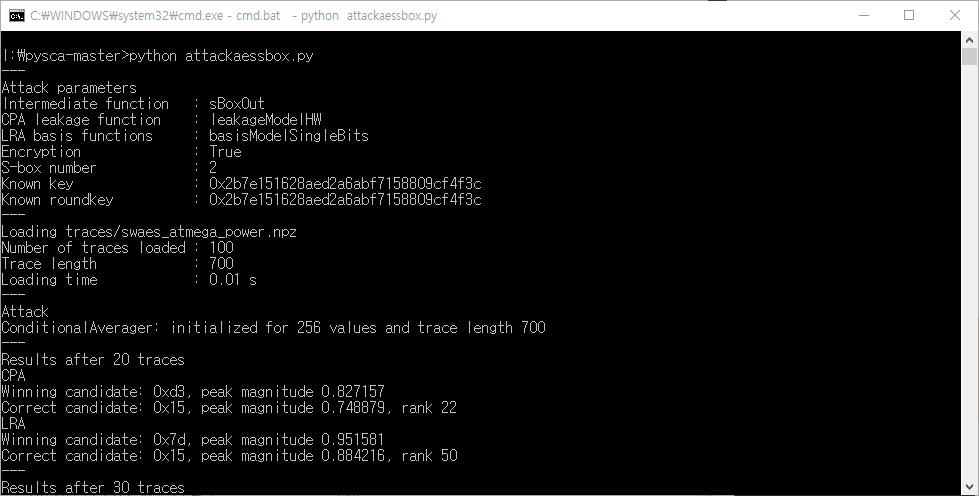 C:₩WINDOWS₩system32₩cmd.exe - cmd.bat - python attackaessbox.py
I:₩pysca-master>python attackaessbox.py
---
Attack parameters
Intermediate function : sBoxOut
CPA leakage function : leakageModelHW
LRA basis functions : basisModelSingleBits
Encryption : True
S-box number : 2
Known key : 0x2b7e151628aed2a6abf7158809cf4f3c
Known roundkey : 0x2b7e151628aed2a6abf7158809cf4f3c
---
Loading traces/swaes_atmega_power.npz
Number of traces loaded : 100
Trace length : 700
Loading time : 0.01 s
---
Attack
ConditionalAverager: initialized for 256 values and trace length 700
---
Results after 20 traces
CPA
Winning candidate: 0xd3, peak magnitude 0.827157
Correct candidate: 0x15, peak magnitude 0.748879, rank 22
LRA
Winning candidate: 0x7d, peak magnitude 0.951581
Correct candidate: 0x15, peak magnitude 0.884216, rank 50
---
Results after 30 traces